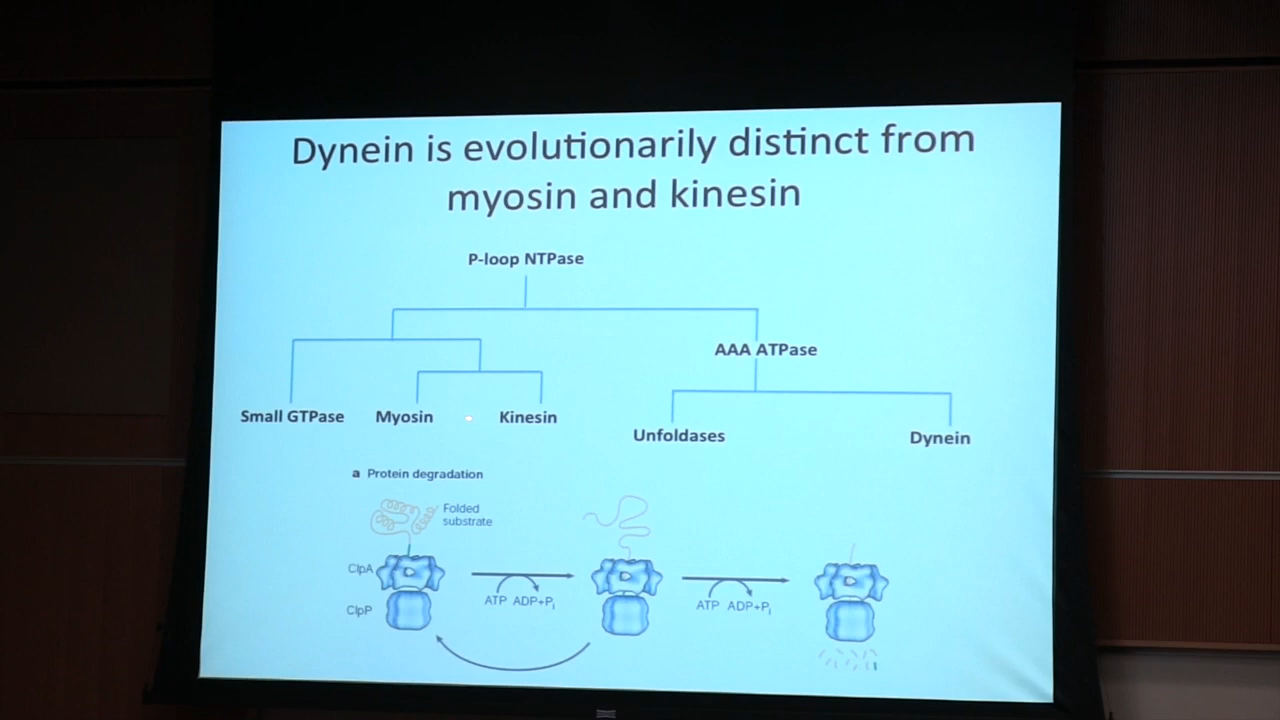 Dynein is evolutionarily distinct from
myosin and kinesin
P-loop NTPase
AAA ATPase
Small GTPase
Myosin
Kinesin
Unfoldases
Dynein
a Protein degradation
Folded
substrate
ClpA
ClpP
ATP ADP+Pi
ATP ADP+Pi